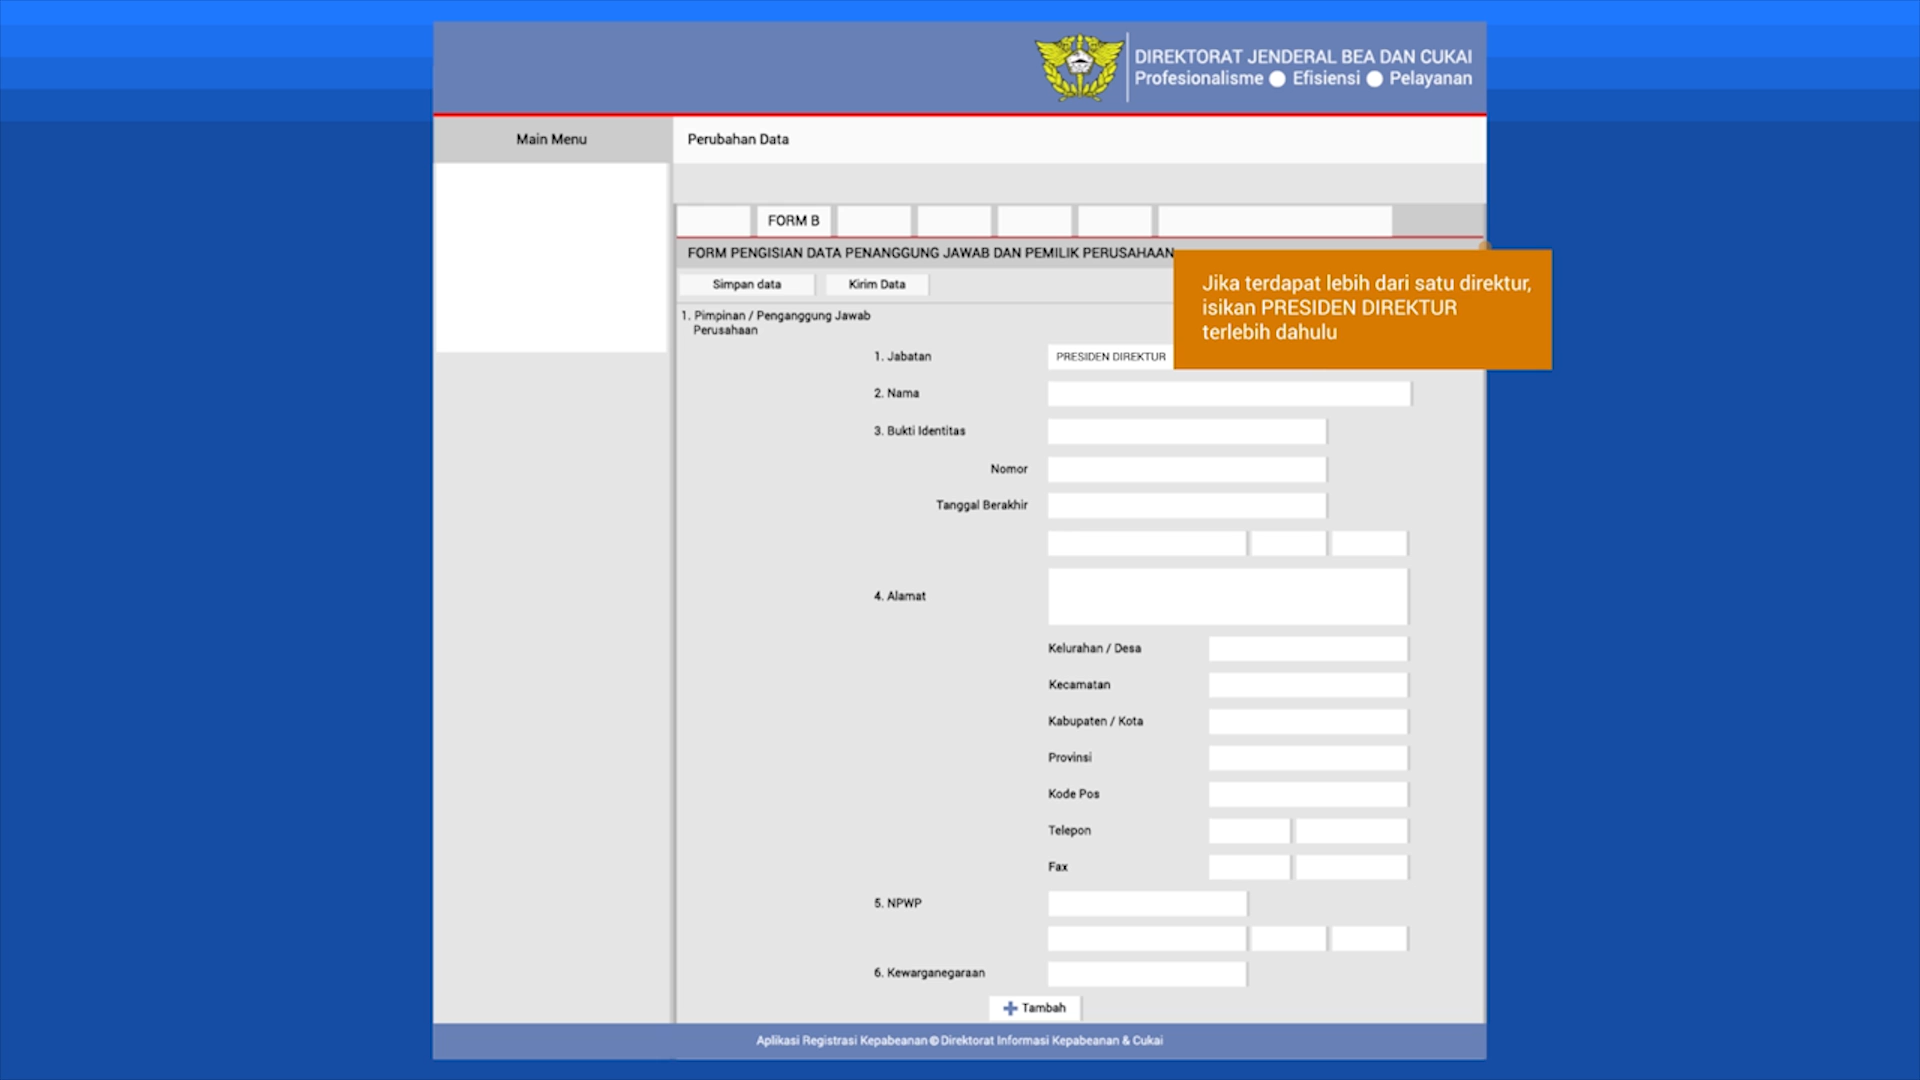 DIREKTORAT JENDERAL BEA DAN CUKAI
Profesionalisme ● Efisiensi ● Pelayanan
Main Menu
Perubahan Data
FORM B
FORM PENGISIAN DATA PENANGGUNG JAWAB DAN PEMILIK PERUSAHAAN
Simpan data
Kirim Data
Jika terdapat lebih dari satu direktur,
isikan PRESIDEN DIREKTUR
terlebih dahulu
1. Pimpinan / Penganggung Jawab
Perusahaan
1. Jabatan
PRESIDEN DIREKTUR
2. Nama
3. Bukti Identitas
Nomor
Tanggal Berakhir
4. Alamat
Kelurahan / Desa
Kecamatan
Kabupaten / Kota
Provinsi
Kode Pos
Telepon
Fax
5. NPWP
6. Kewarganegaraan
Tambah
Aplikasi Registrasi Kepabeanan © Direktorat Informasi Kepabeanan & Cukai